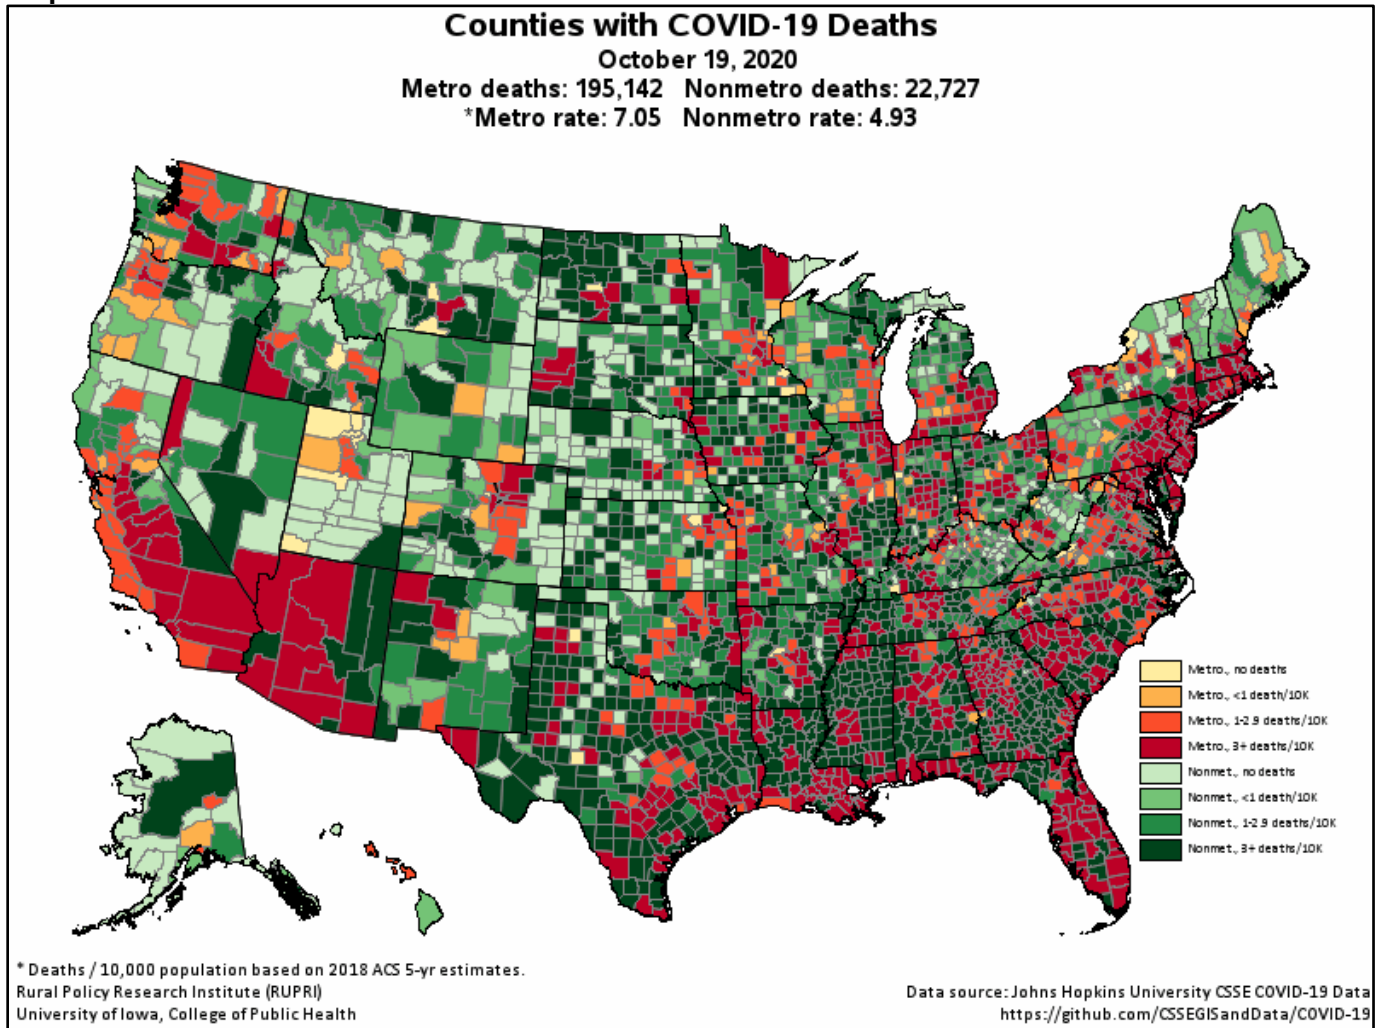 Counties with COVID-19 Deaths
October 19, 2020
Metro deaths: 195,142 Nonmetro deaths: 22,727
*Metro rate: 7.05 Nonmetro rate: 4.93
Metro., no deaths
Metro., <1 death/10K
Metro., 1-2.9 deaths/10K
Metro., 3+ deaths/10K
Nonmet., no deaths
Nonmet., <1 death/10K
Nonmet., 1-2.9 deaths/10K
Nonmet., 3+ deaths/10K
* Deaths / 10,000 population based on 2018 ACS 5-yr estimates.
Rural Policy Research Institute (RUPRI)
University of Iowa, College of Public Health
Data source: Johns Hopkins University CSSE COVID-19 Data
https://github.com/CSSEGISandData/COVID-19